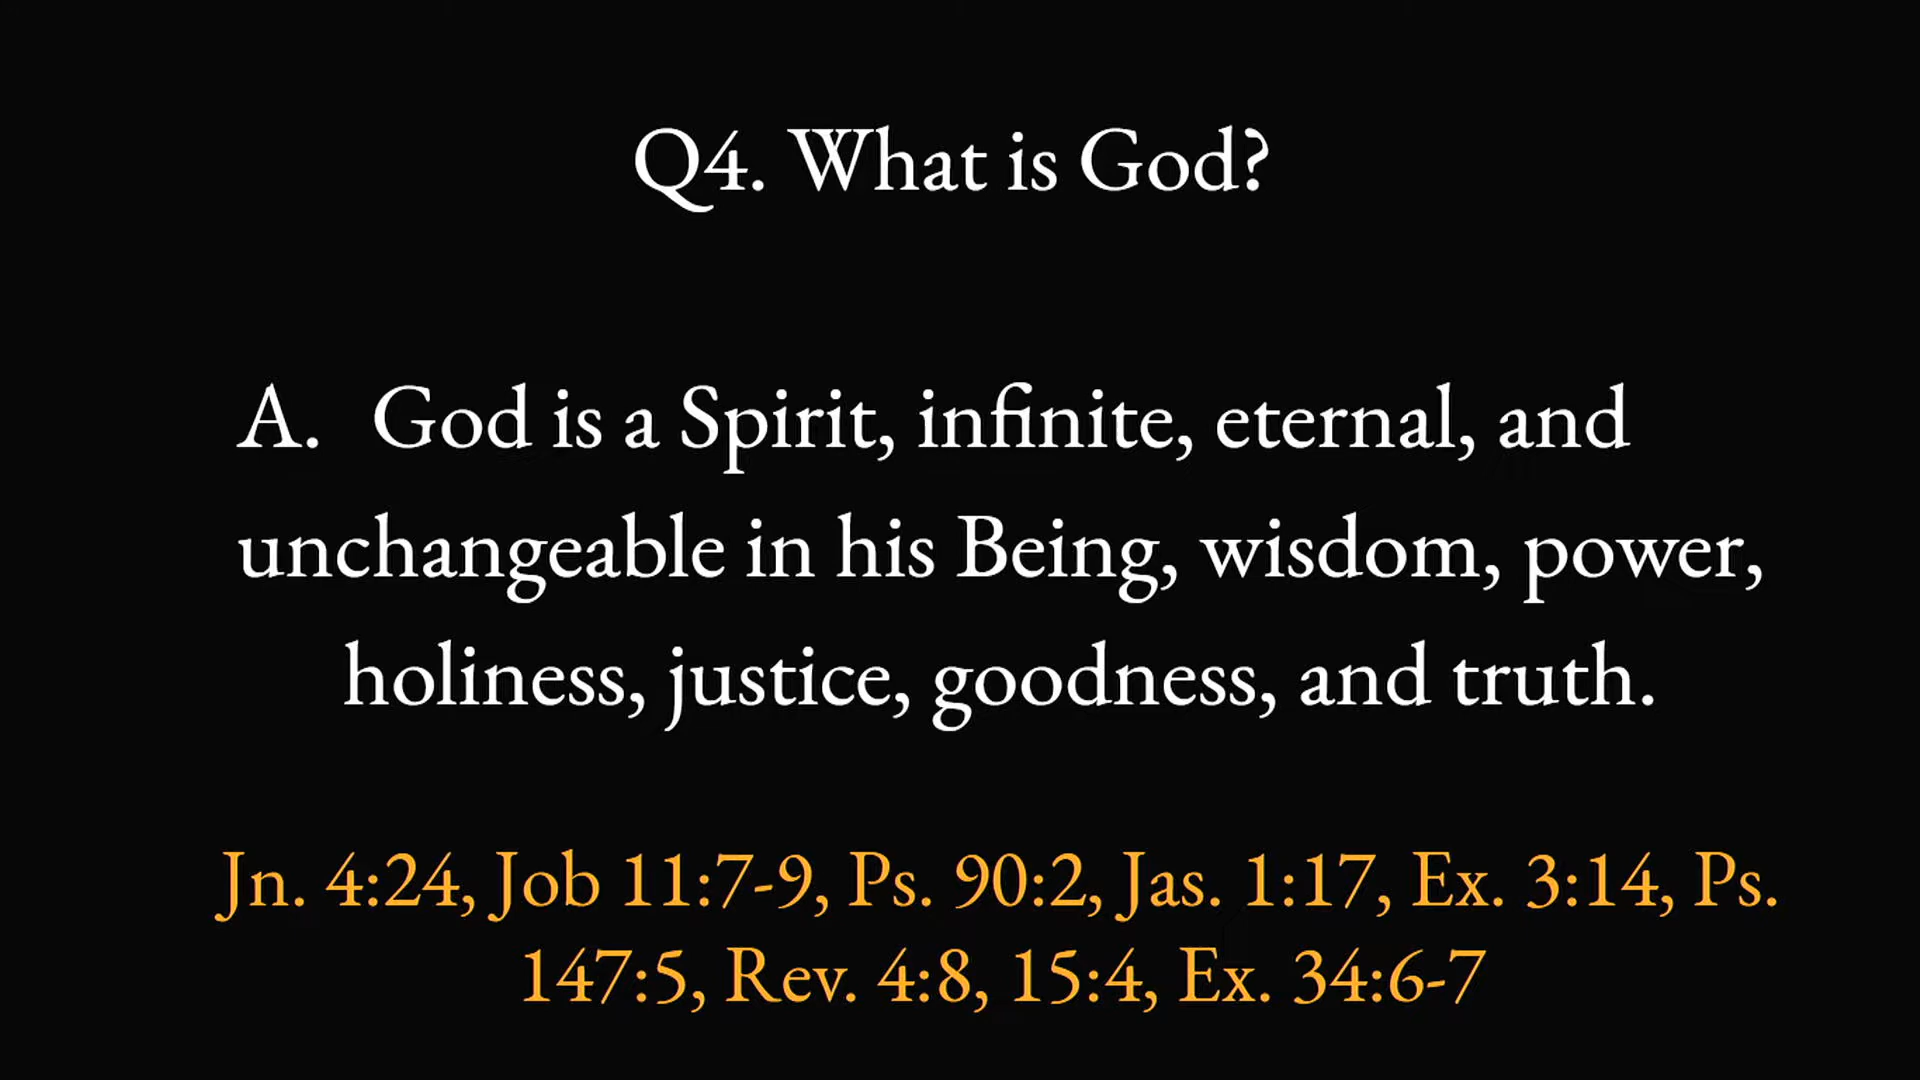 Q4. What is God?
A. God is a Spirit, infinite, eternal, and
unchangeable in his Being, wisdom, power,
holiness, justice, goodness, and truth.
Jn. 4:24, Job 11:7-9, Ps. 90:2, Jas. 1:17, Ex. 3:14, Ps.
147:5, Rev. 4:8, 15:4, Ex. 34:6-7